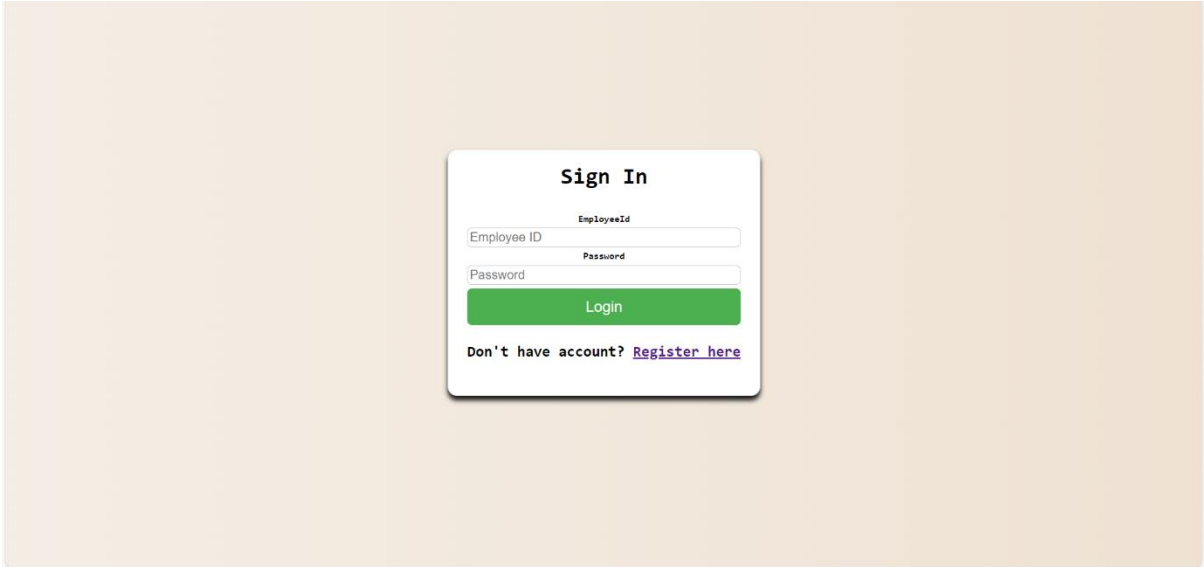 Sign In
EmployeeId
Employee ID
Password
Password
Login
Don't have account? Register here